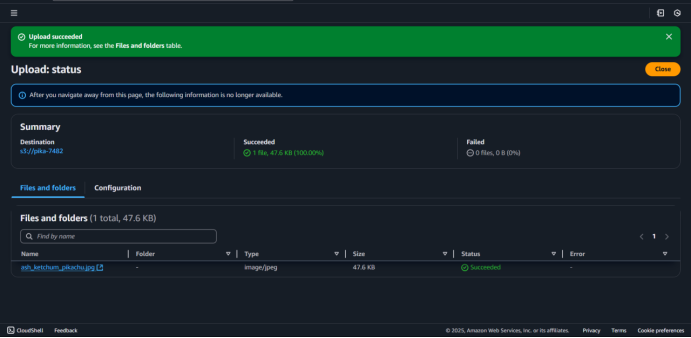 Upload succeeded
For more information, see the Files and folders table.
Upload: status
Close
After you navigate away from this page, the following information is no longer available.
Summary
Destination
s3://pika-7482
Succeeded
1 file, 47.6 KB (100.00%)
Failed
0 files, 0 B (0%)
Files and folders Configuration
Files and folders (1 total, 47.6 KB)
Find by name
1
Name Folder Type Size Status Error
ash_ketchum_pikachu.jpg - image/jpeg 47.6 KB Succeeded -
CloudShell Feedback © 2025, Amazon Web Services, Inc. or its affiliates. Privacy Terms Cookie preferences